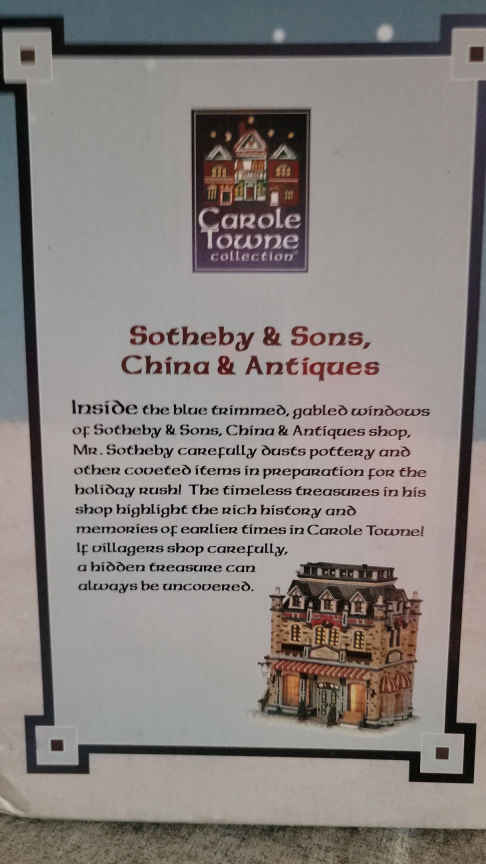 Carole
Towne
collection
Sotheby & Sons,
China & Antiques
Inside the blue trimmed, gabled windows
of Sotheby & Sons, China & Antiques shop,
Mr. Sotheby carefully dusts pottery and
other coveted items in preparation for the
holiday rush! The timeless treasures in his
shop highlight the rich history and
memories of earlier times in Carole Towne!
If villagers shop carefully,
a hidden treasure can
always be uncovered.